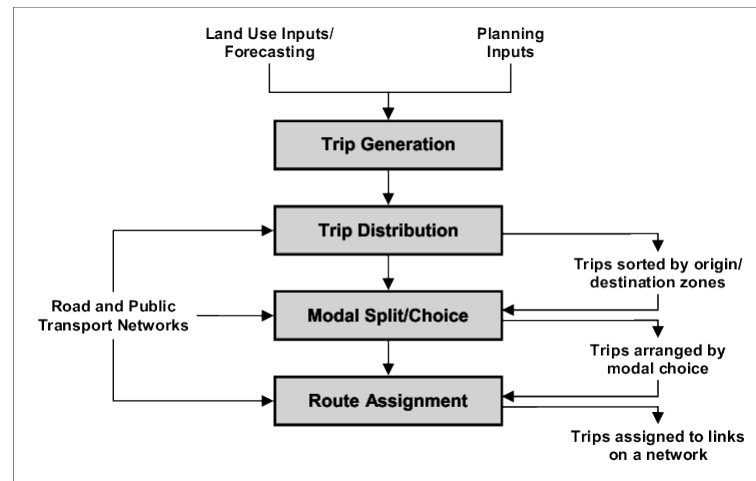 Land Use Inputs/
Forecasting
Planning
Inputs
Trip Generation
Trip Distribution
Trips sorted by origin/
destination zones
Road and Public
Transport Networks
Modal Split/Choice
Trips arranged by
modal choice
Route Assignment
Trips assigned to links
on a network